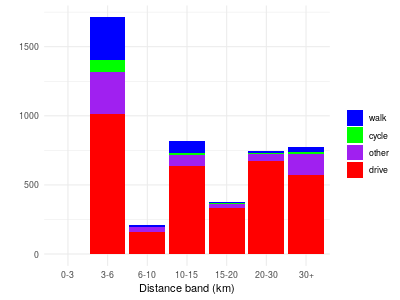 1500
1000
500
0
0-3 3-6 6-10 10-15 15-20 20-30 30+
Distance band (km)
walk
cycle
other
drive